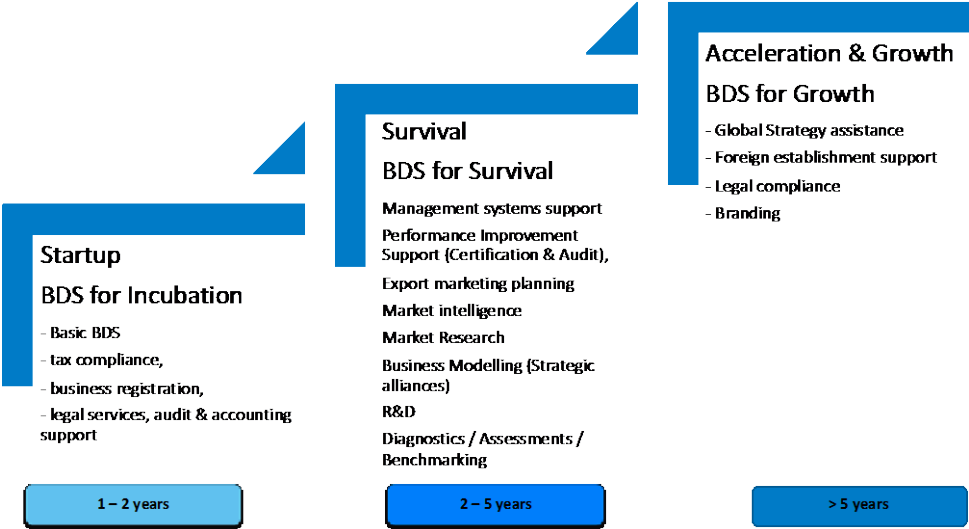 Startup
BDS for Incubation
- Basic BDS
- tax compliance,
- business registration,
- legal services, audit & accounting
support
1 – 2 years
Survival
BDS for Survival
Management systems support
Performance Improvement
Support (Certification & Audit),
Export marketing planning
Market intelligence
Market Research
Business Modelling (Strategic
alliances)
R&D
Diagnostics / Assessments /
Benchmarking
2 – 5 years
Acceleration & Growth
BDS for Growth
- Global Strategy assistance
- Foreign establishment support
- Legal compliance
- Branding
> 5 years